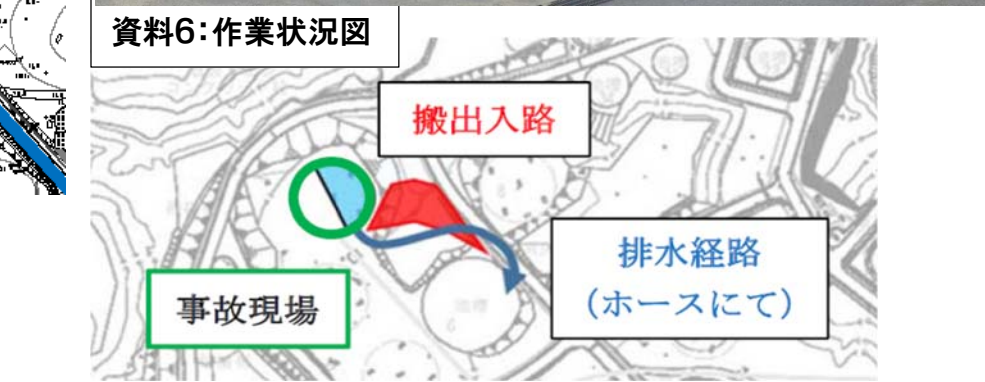 資料6:作業状況図
搬出入路
排水経路
(ホースにて)
事故現場